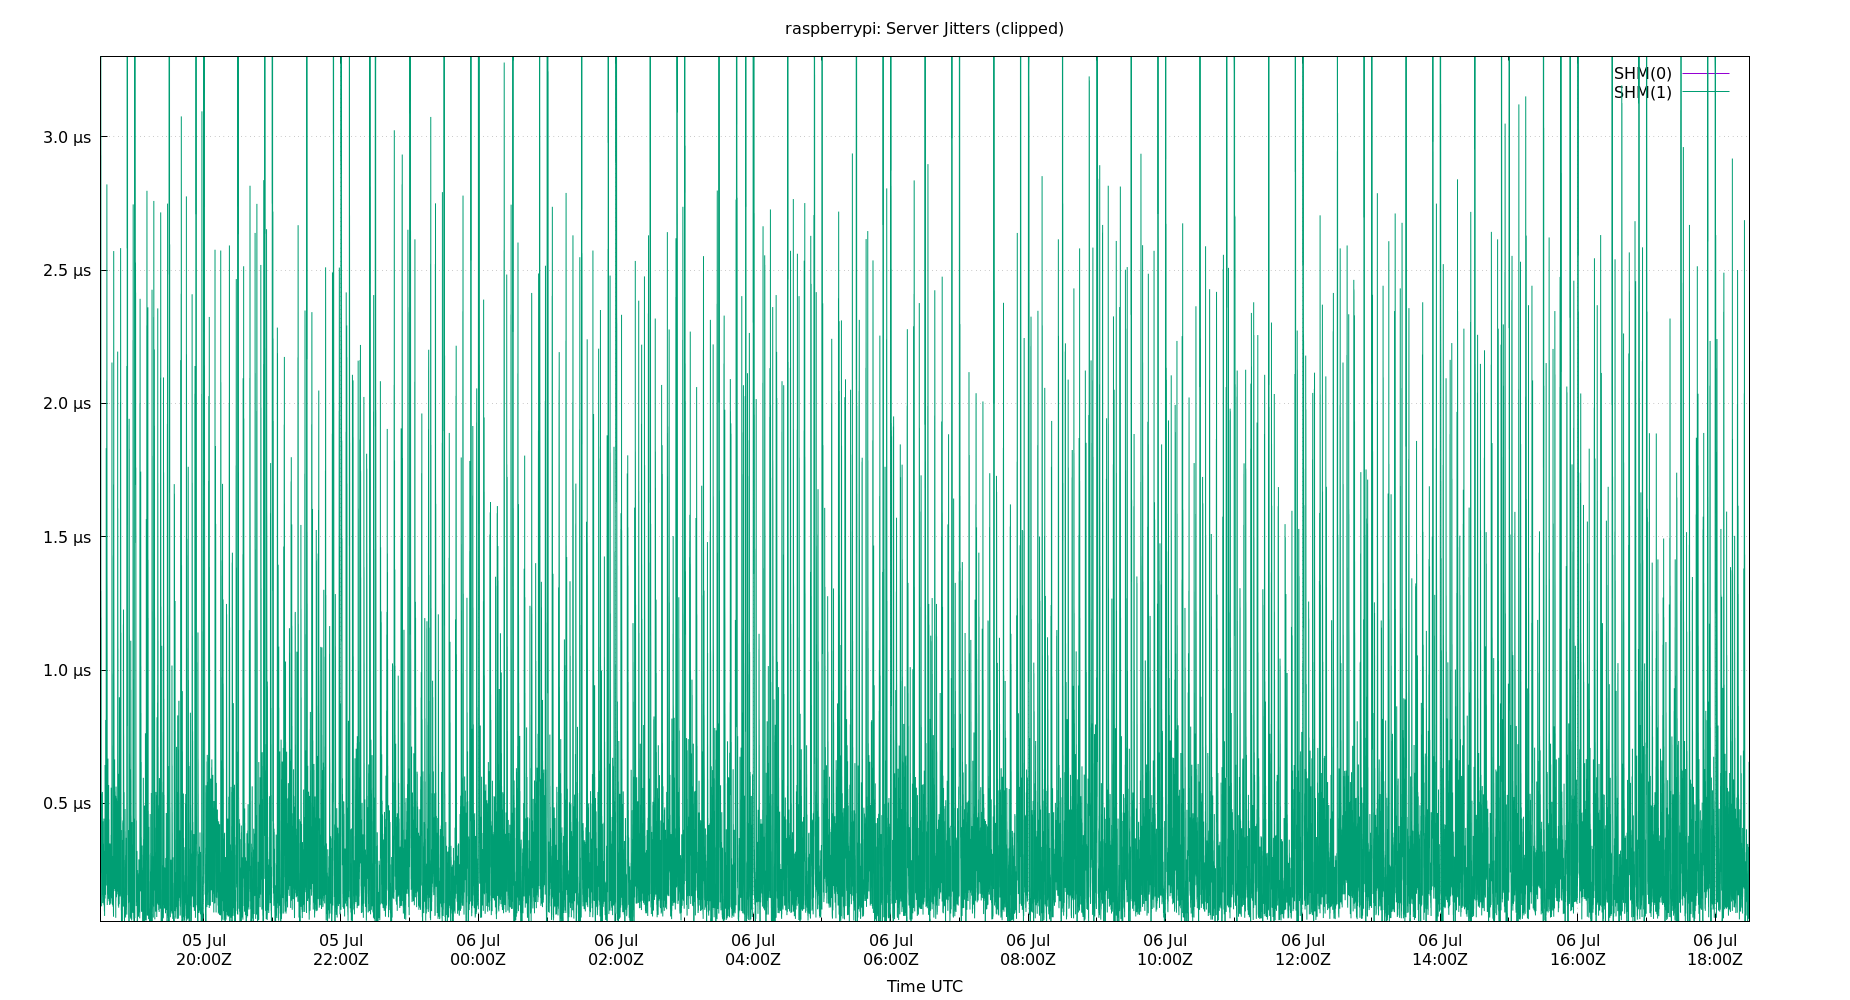 raspberrypi: Server Jitters (clipped)
SHM(0)
SHM(1)
3.0 µs
2.5 µs
2.0 µs
1.5 µs
1.0 µs
0.5 µs
05 Jul 05 Jul 06 Jul 06 Jul 06 Jul 06 Jul 06 Jul 06 Jul 06 Jul 06 Jul 06 Jul 06 Jul
20:00Z 22:00Z 00:00Z 02:00Z 04:00Z 06:00Z 08:00Z 10:00Z 12:00Z 14:00Z 16:00Z 18:00Z
Time UTC